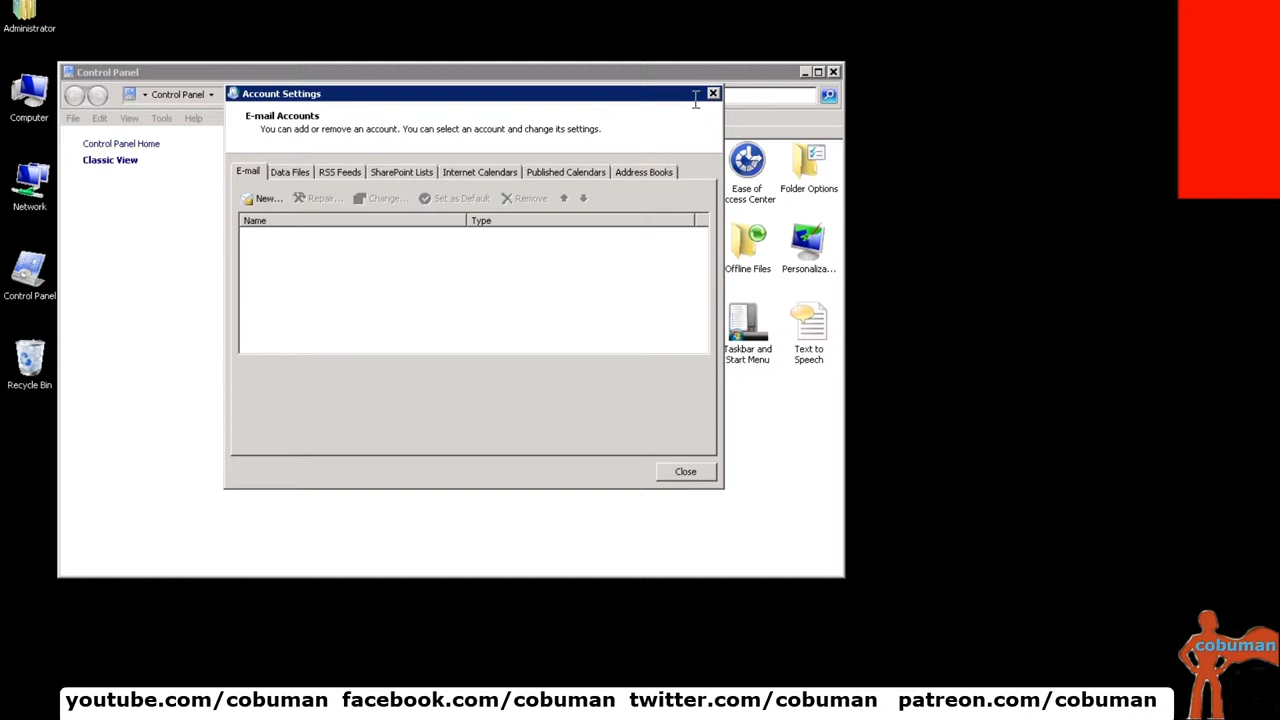 Administrator
Computer
Network
Control Panel
Recycle Bin
Control Panel
Control Panel
File Edit View Tools Help
Control Panel Home
Classic View
Account Settings
E-mail Accounts
You can add or remove an account. You can select an account and change its settings.
E-mail Data Files RSS Feeds SharePoint Lists Internet Calendars Published Calendars Address Books
New... Repair... Change... Set as Default Remove
Name Type
Close
Ease of
ccess Center
Folder Options
Offline Files
Personaliza...
Taskbar and
Start Menu
Text to
Speech
cobuman
youtube.com/cobuman facebook.com/cobuman twitter.com/cobuman patreon.com/cobuman